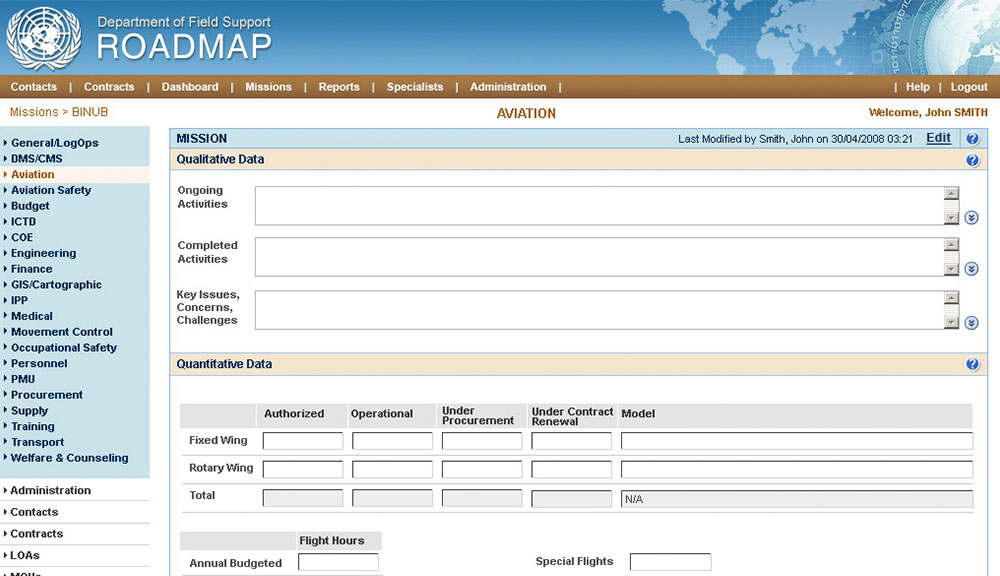 Department of Field Support
ROADMAP
Contacts | Contracts | Dashboard | Missions | Reports | Specialists | Administration | | Help | Logout
Missions > BINUB
AVIATION
Welcome, John SMITH
General/LogOps
DMS/CMS
Aviation
Aviation Safety
Budget
ICTD
COE
Engineering
Finance
GIS/Cartographic
IPP
Medical
Movement Control
Occupational Safety
Personnel
PMU
Procurement
Supply
Training
Transport
Welfare & Counseling
Administration
Contacts
Contracts
LOAs
MISSION
Last Modified by Smith, John on 30/04/2008 03:21 Edit ?
Qualitative Data ?
Ongoing
Activities
Completed
Activities
Key Issues,
Concerns,
Challenges
Quantitative Data ?
Authorized Operational Under Procurement Under Contract Renewal Model
Fixed Wing
Rotary Wing
Total N/A
Flight Hours
Annual Budgeted Special Flights